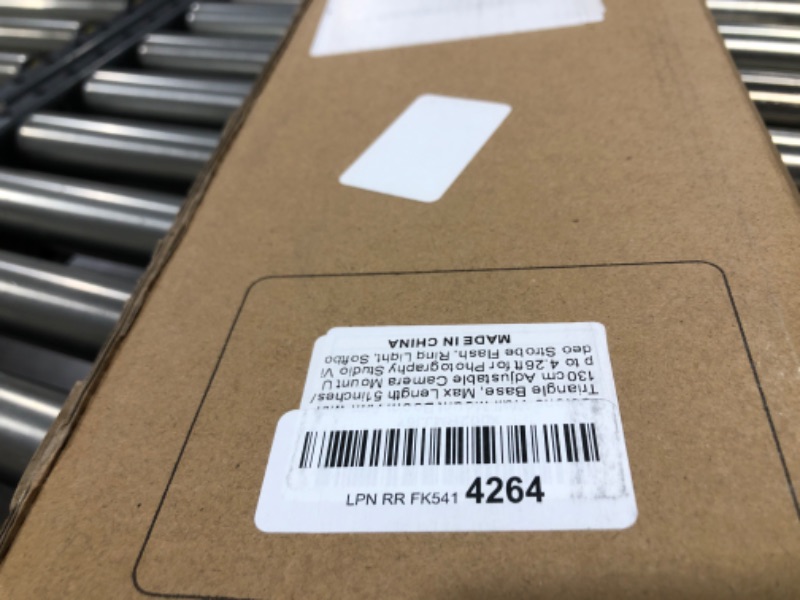 Triangle Base, Max Length 51inches/
130cm Adjustable Camera Mount U
p to 4.26ft for Photography Studio Vi
deo Strobe Flash, Ring Light, Softbo
MADE IN CHINA
LPN RR FK541 4264